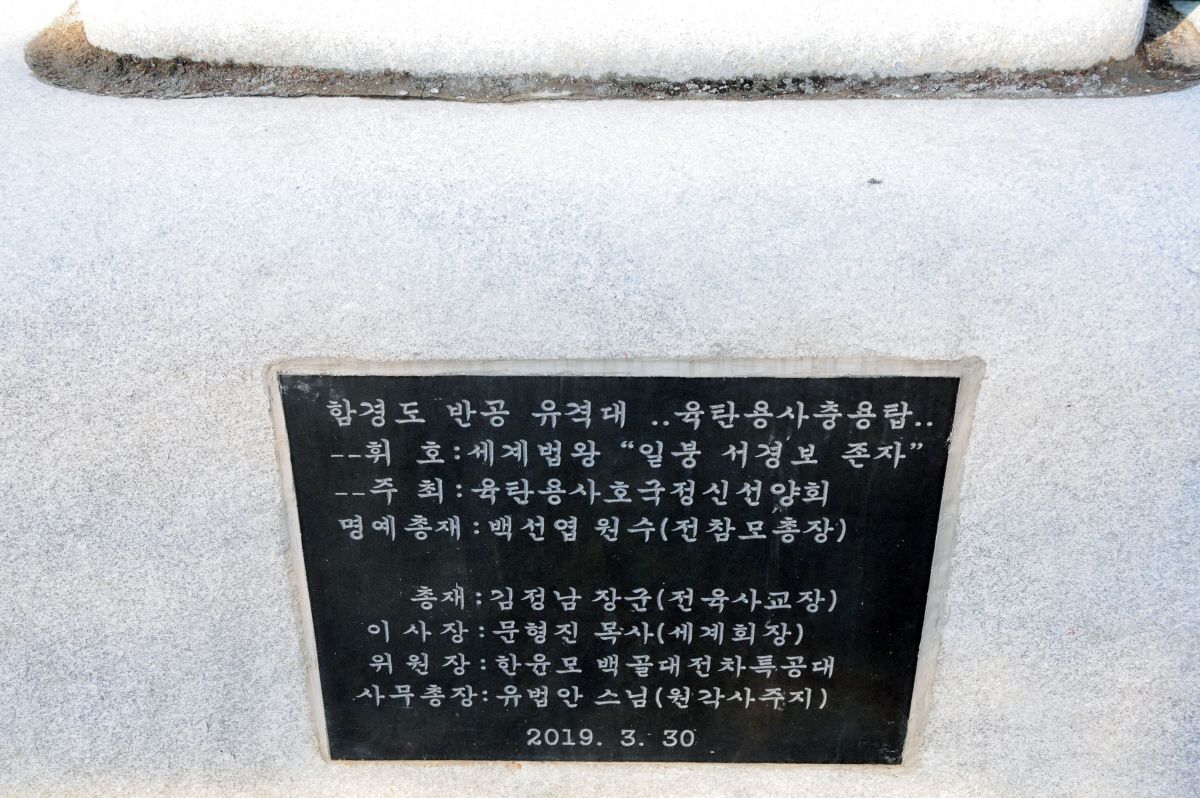 함경도 반공 유격대 ..육탄용사충용탑..
--휘 호:세계법왕 “일붕 서경보 존자”
--주 최:육탄용사호국정신선양회
명예총재:백선엽 원수(전참모총장)
총재:김정남 장군(전육사교장)
이 사 장:문형진 목사(세계회장)
위 원 장:한윤모 백골대전차특공대
사무총장:유법안 스님(원각사주지)
2019. 3. 30